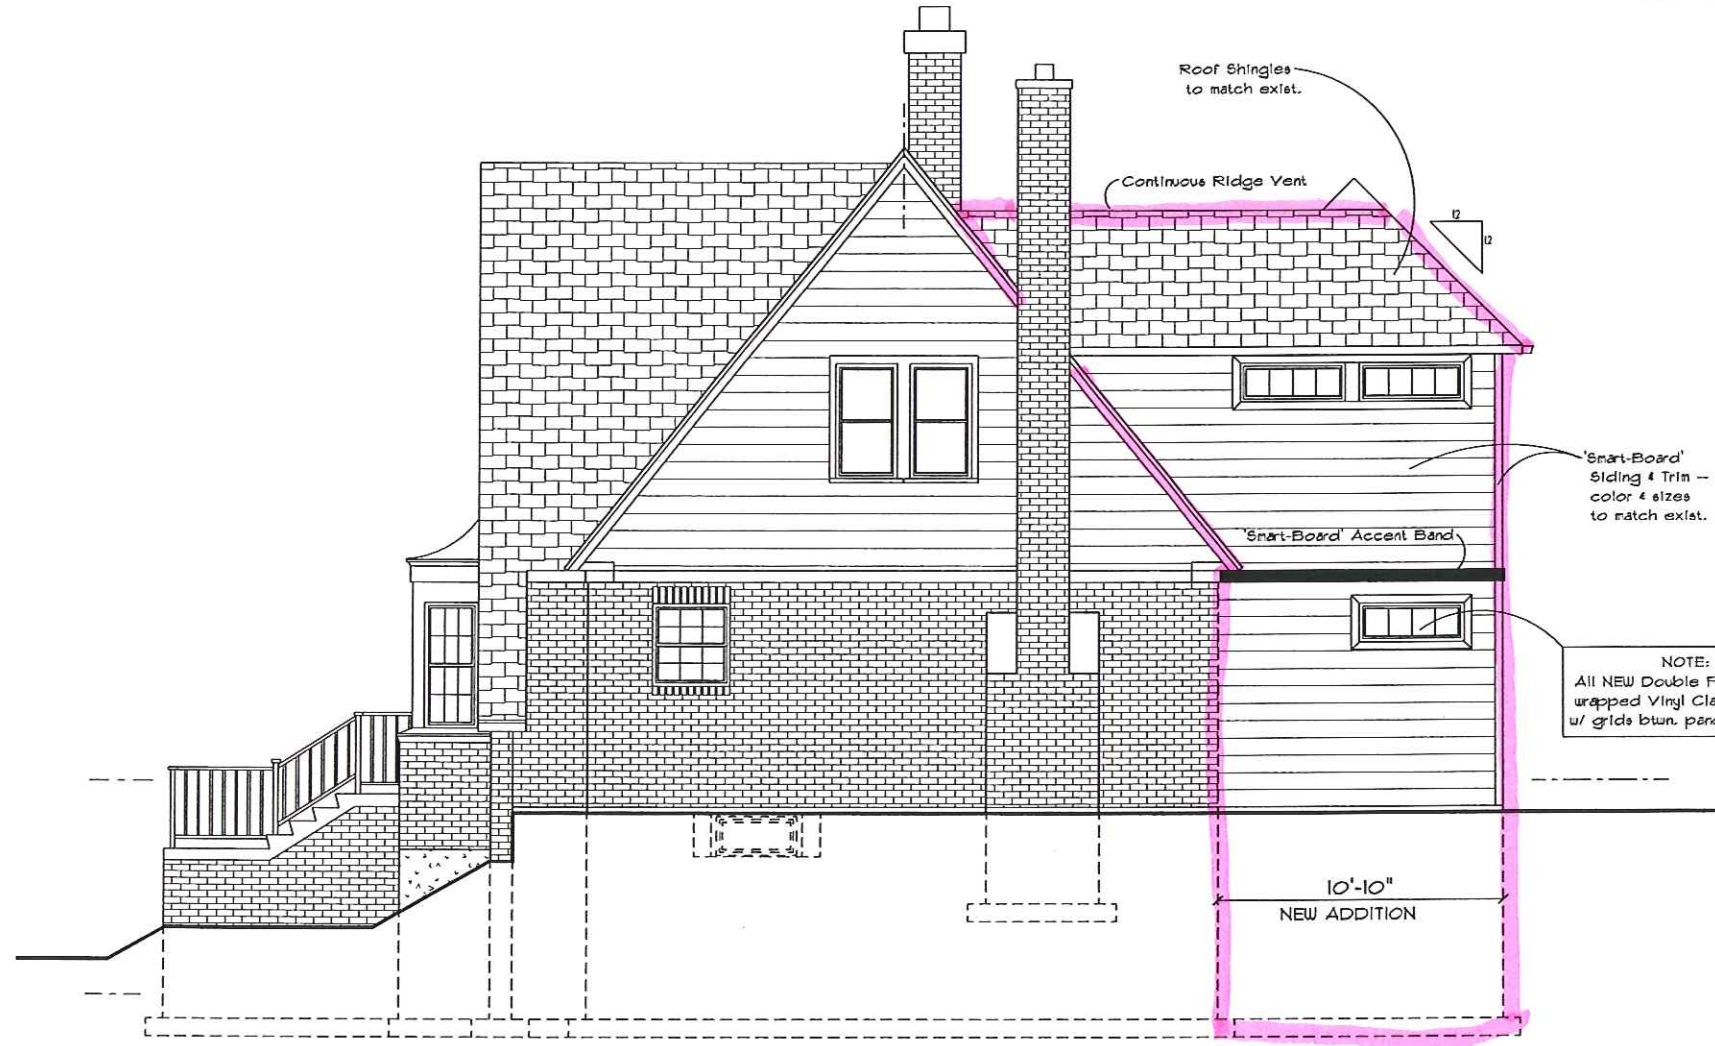 Roof Shingles
to match exist.
Continuous Ridge Vent
12
12
'Smart-Board'
Siding & Trim –
color & sizes
to match exist.
'Smart-Board' Accent Band
NOTE:
All NEW Double
wrapped Vinyl
w/ grids btwn.
10'-10"
NEW ADDITION